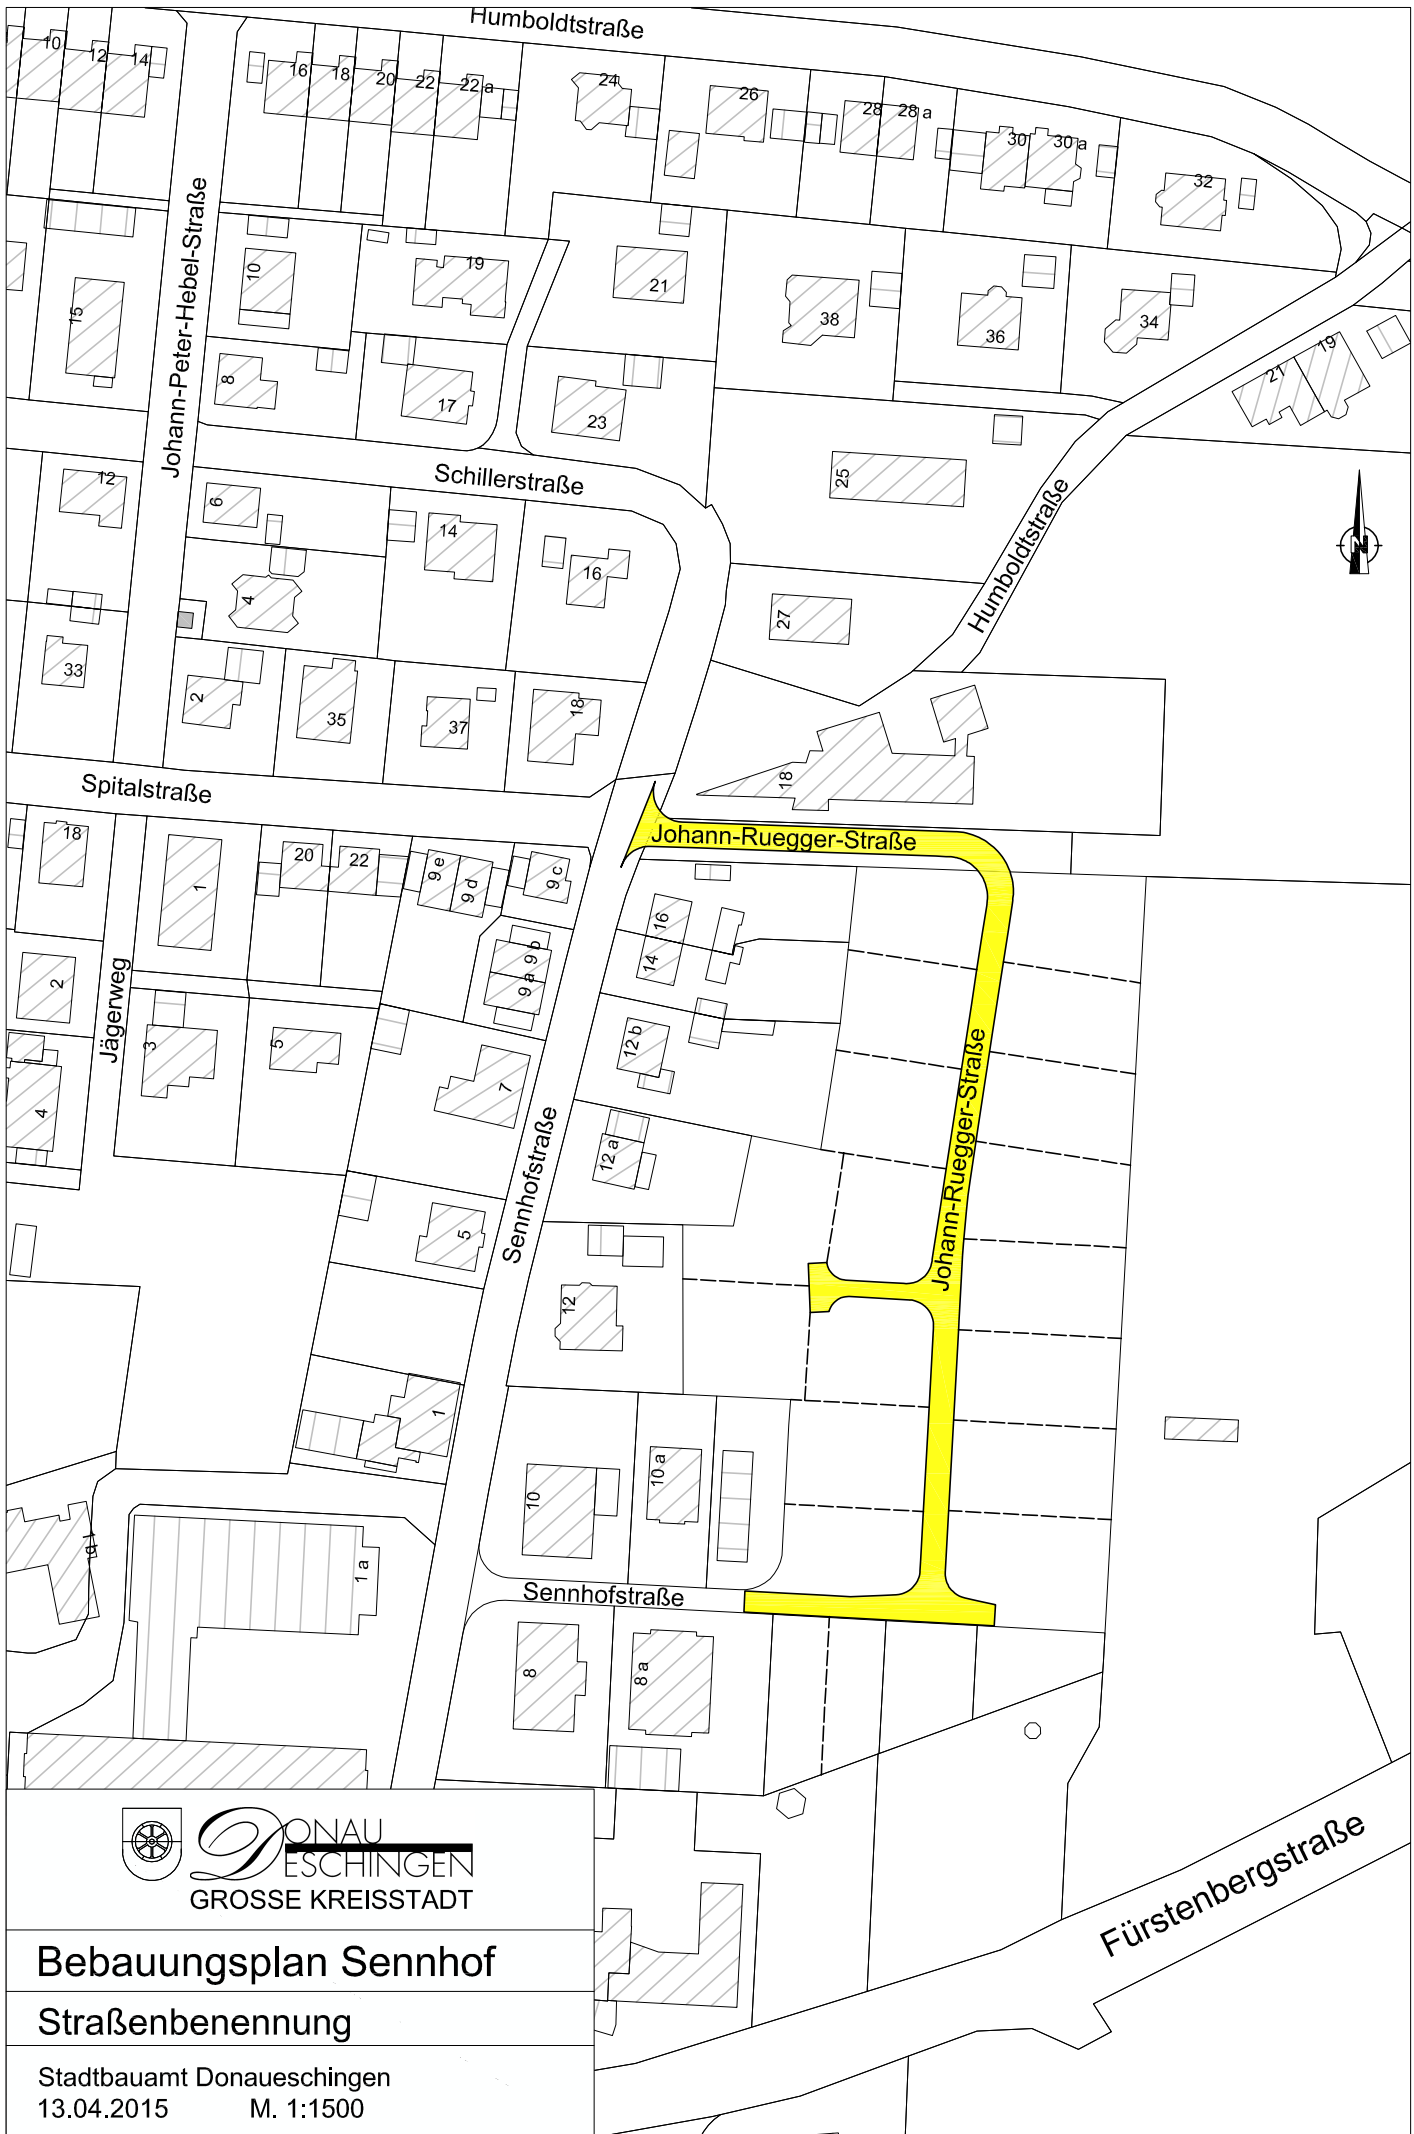 Humboldtstraße
10
12
14
16
18
20
22
22 a
24
26
28
28 a
30
30 a
32
Johann-Peter-Hebel-Straße
15
10
19
21
38
36
34
21
19
8
17
23
25
Schillerstraße
12
6
14
16
4
27
Humboldtstraße
N
33
2
35
37
18
18
Spitalstraße
Johann-Ruegger-Straße
18
1
20
22
9 e
9 d
9 c
9 b
9 a
16
14
2
Jägerweg
3
5
4
7
12 b
12 a
Sennhofstraße
Johann-Ruegger-Straße
5
12
1
10
10 a
1 b
1 a
Sennhofstraße
8
8 a
DONAU
ESCHINGEN
GROSSE KREISSTADT
Bebauungsplan Sennhof
Straßenbenennung
Stadtbauamt Donaueschingen
13.04.2015 M. 1:1500
Fürstenbergstraße